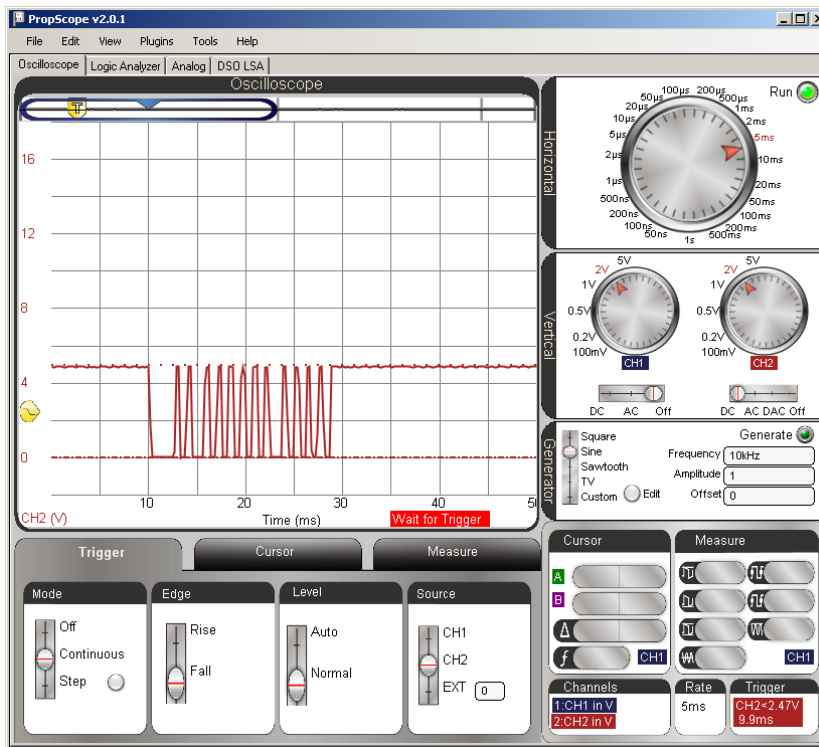 PropScope v2.0.1
File Edit View Plugins Tools Help
Oscilloscope Logic Analyzer Analog DSO LSA
Oscilloscope
T
16
12
8
4
0
10 20 30 40 50
CH2 (V)
Time (ms)
Wait for Trigger
Horizontal
Run
50ns
100ns
200ns
500ns
1µs
2µs
5µs
10µs
20µs
50µs
100µs
200µs
500µs
1ms
2ms
5ms
10ms
20ms
50ms
100ms
200ms
500ms
1s
Vertical
5V
2V
1V
0.5V
0.2V
100mV
CH1
DC AC Off
5V
2V
1V
0.5V
0.2V
100mV
CH2
DC AC DAC Off
Generator
Square
Sine
Sawtooth
TV
Custom
Edit
Generate
Frequency 10kHz
Amplitude 1
Offset 0
Trigger Cursor Measure
Mode
Off
Continuous
Step
Edge
Rise
Fall
Level
Auto
Normal
Source
CH1
CH2
EXT 0
Cursor
A
B
Δ
f
CH1
Measure
CH1
Channels
1:CH1 in V
2:CH2 in V
Rate
5ms
Trigger
CH2<2.47V
9.9ms